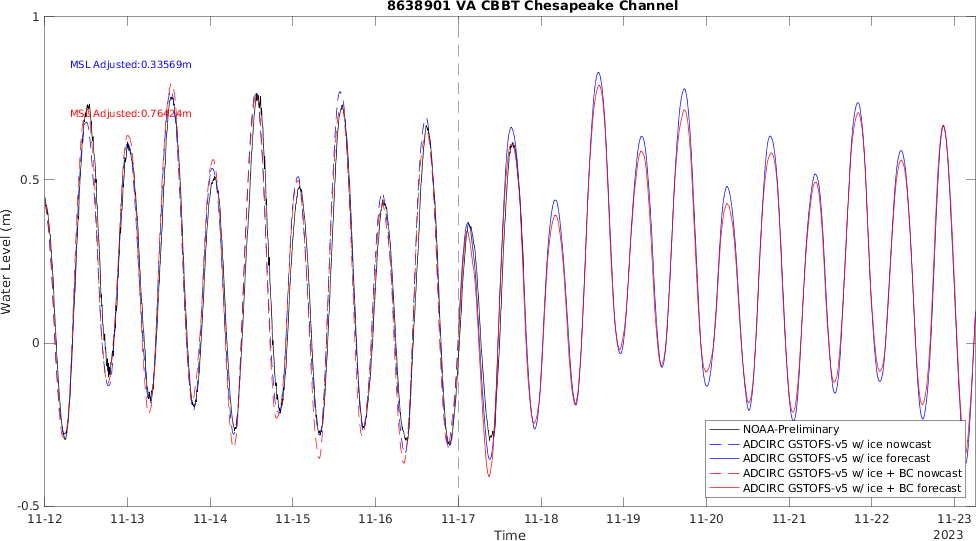 8638901 VA CBBT Chesapeake Channel
1
MSL Adjusted:0.33569m
MSL Adjusted:0.76424m
0.5
Water Level (m)
0
NOAA-Preliminary
ADCIRC GSTOFS-v5 w/ ice nowcast
ADCIRC GSTOFS-v5 w/ ice forecast
ADCIRC GSTOFS-v5 w/ ice + BC nowcast
ADCIRC GSTOFS-v5 w/ ice + BC forecast
-0.5
11-12 11-13 11-14 11-15 11-16 11-17 11-18 11-19 11-20 11-21 11-22 11-23
Time
2023